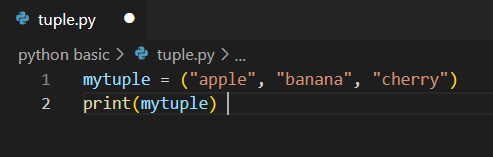 tuple.py
python basic > tuple.py > ...
1 mytuple = ("apple", "banana", "cherry")
2 print(mytuple)